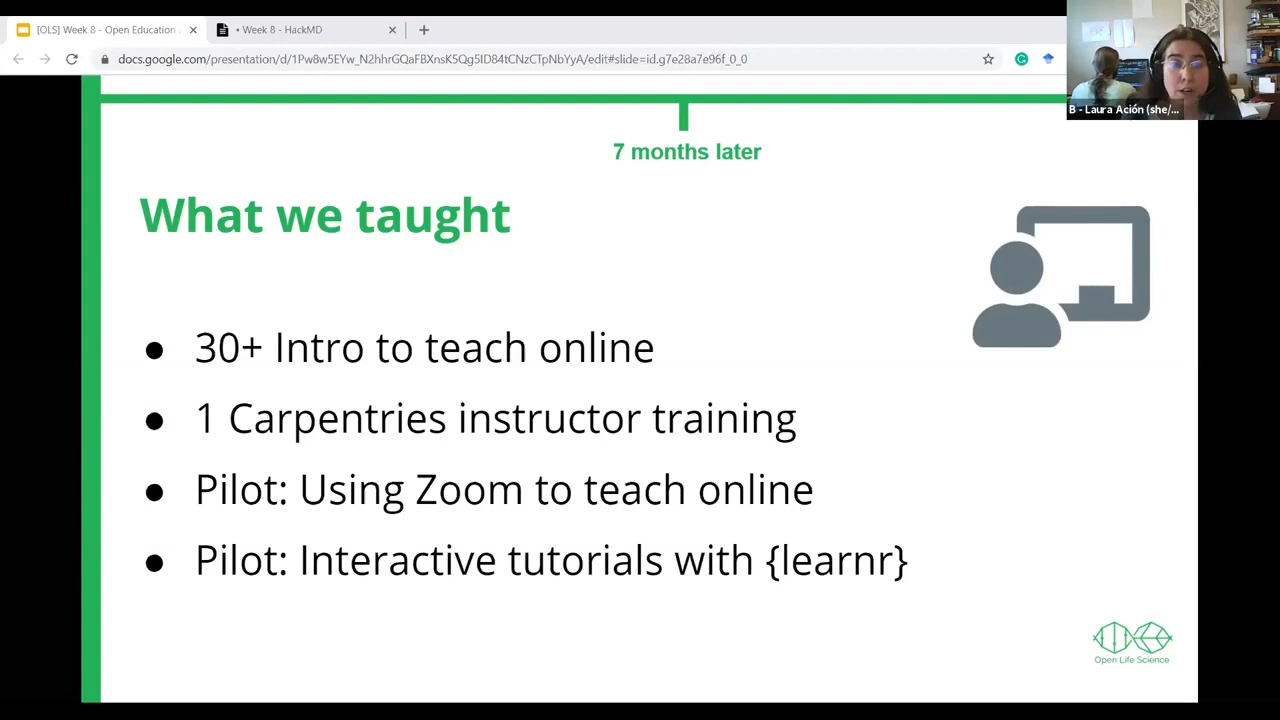 [OLS] Week 8 - Open Education
• Week 8 - HackMD
docs.google.com/presentation/d/1Pw8w5EYw_N2hhrGQaFBXnsK5Qg5fD84tCNzCTpNbYyA/edit#slide=id.g7e28a7e96f_0_0
B - Laura Ación (she/...
7 months later
What we taught
● 30+ Intro to teach online
● 1 Carpentries instructor training
● Pilot: Using Zoom to teach online
● Pilot: Interactive tutorials with {learnr}
Open Life Science